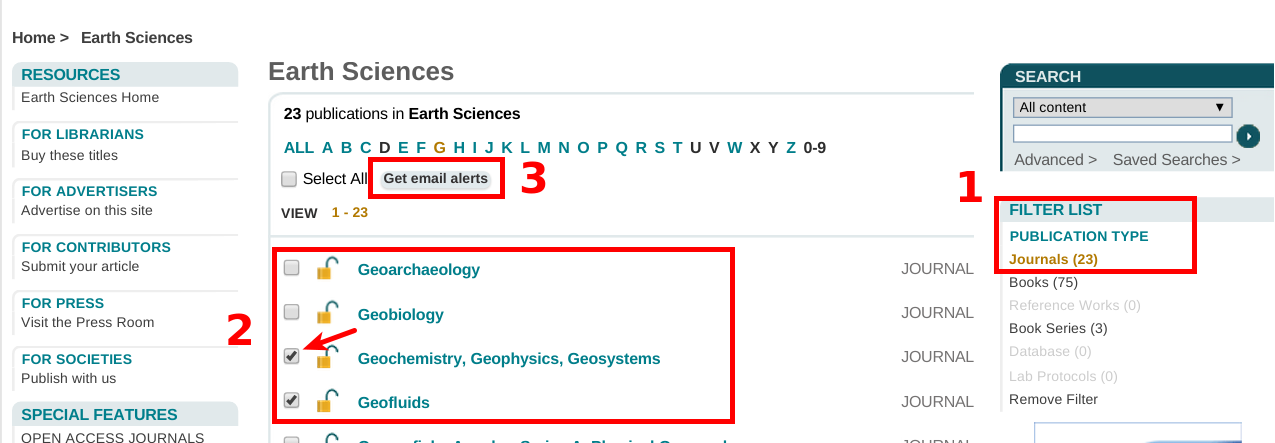 Home > Earth Sciences
RESOURCES
Earth Sciences Home
FOR LIBRARIANS
Buy these titles
FOR ADVERTISERS
Advertise on this site
FOR CONTRIBUTORS
Submit your article
FOR PRESS
Visit the Press Room
FOR SOCIETIES
Publish with us
SPECIAL FEATURES
OPEN ACCESS JOURNALS
2
Earth Sciences
23 publications in Earth Sciences
ALL A B C D E F G H I J K L M N O P Q R S T U V W X Y Z 0-9
Select All Get email alerts 3
VIEW 1 - 23
Geoarchaeology JOURNAL
Geobiology JOURNAL
Geochemistry, Geophysics, Geosystems JOURNAL
Geofluids JOURNAL
SEARCH
All content
Advanced > Saved Searches >
1
FILTER LIST
PUBLICATION TYPE
Journals (23)
Books (75)
Reference Works (0)
Book Series (3)
Database (0)
Lab Protocols (0)
Remove Filter